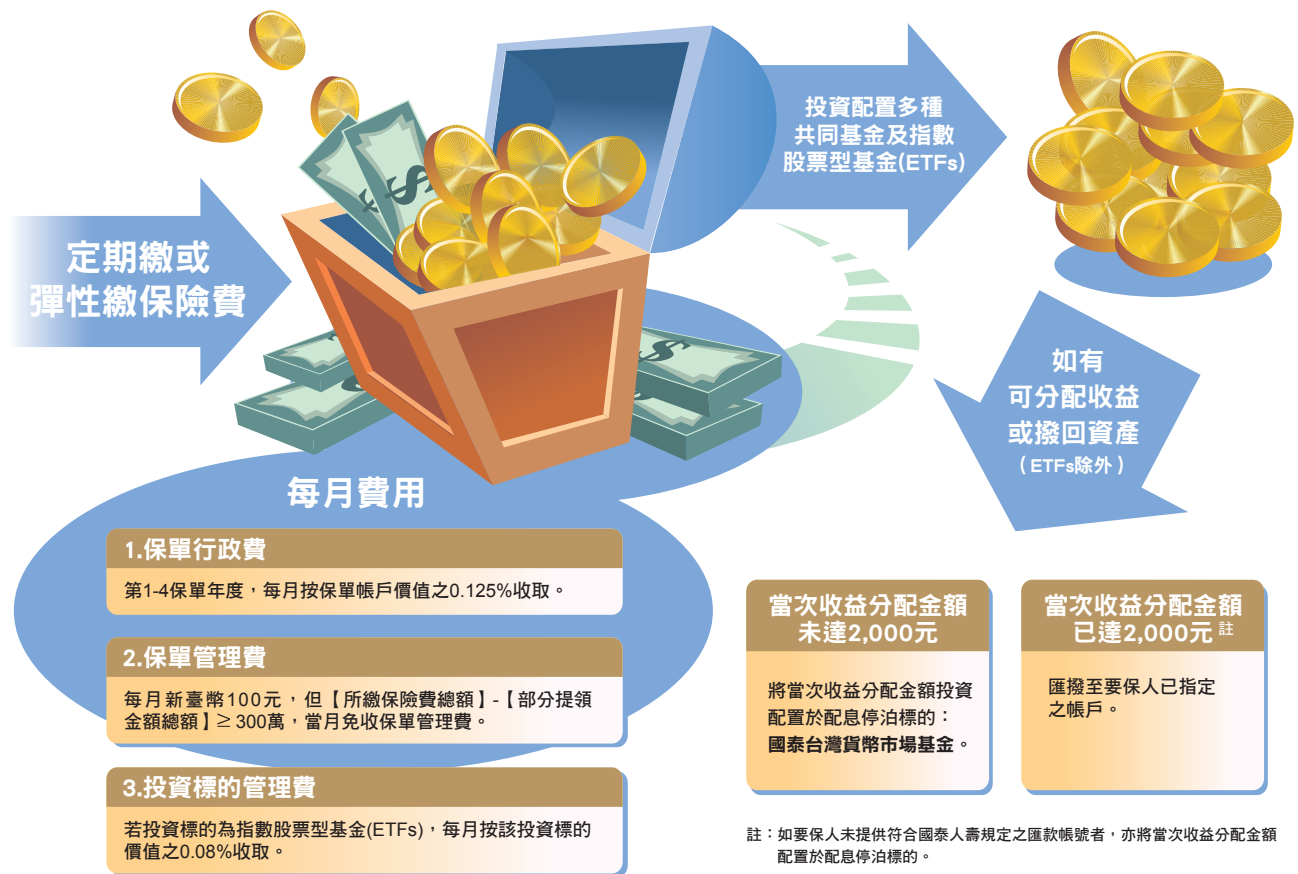 定期繳或
彈性繳保險費
投資配置多種
共同基金及指數
股票型基金(ETFs)
如有
可分配收益
或撥回資產
(ETFs除外)
每月費用
1.保單行政費
第1-4保單年度，每月按保單帳戶價值之0.125%收取。
2.保單管理費
每月新臺幣100元，但【所繳保險費總額】-【部分提領
金額總額】≥300萬，當月免收保單管理費。
3.投資標的管理費
若投資標的為指數股票型基金(ETFs)，每月按該投資標的
價值之0.08%收取。
當次收益分配金額
未達2,000元
將當次收益分配金額投資
配置於配息停泊標的：
國泰台灣貨幣市場基金。
當次收益分配金額
已達2,000元 註
匯撥至要保人已指定
之帳戶。
註：如要保人未提供符合國泰人壽規定之匯款帳號者，亦將當次收益分配金額
配置於配息停泊標的。